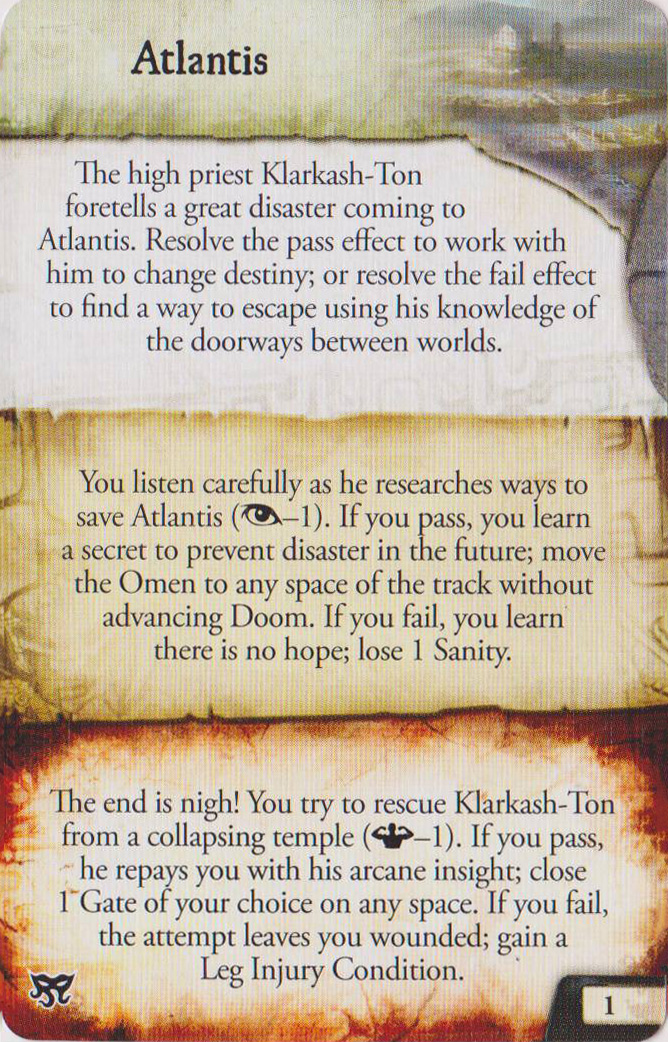 Atlantis
The high priest Klarkash-Ton
foretells a great disaster coming to
Atlantis. Resolve the pass effect to work with
him to change destiny; or resolve the fail effect
to find a way to escape using his knowledge of
the doorways between worlds.
You listen carefully as he researches ways to
save Atlantis (–1). If you pass, you learn
a secret to prevent disaster in the future; move
the Omen to any space of the track without
advancing Doom. If you fail, you learn
there is no hope; lose 1 Sanity.
The end is nigh! You try to rescue Klarkash-Ton
from a collapsing temple (–1). If you pass,
he repays you with his arcane insight; close
1 Gate of your choice on any space. If you fail,
the attempt leaves you wounded; gain a
Leg Injury Condition.
1